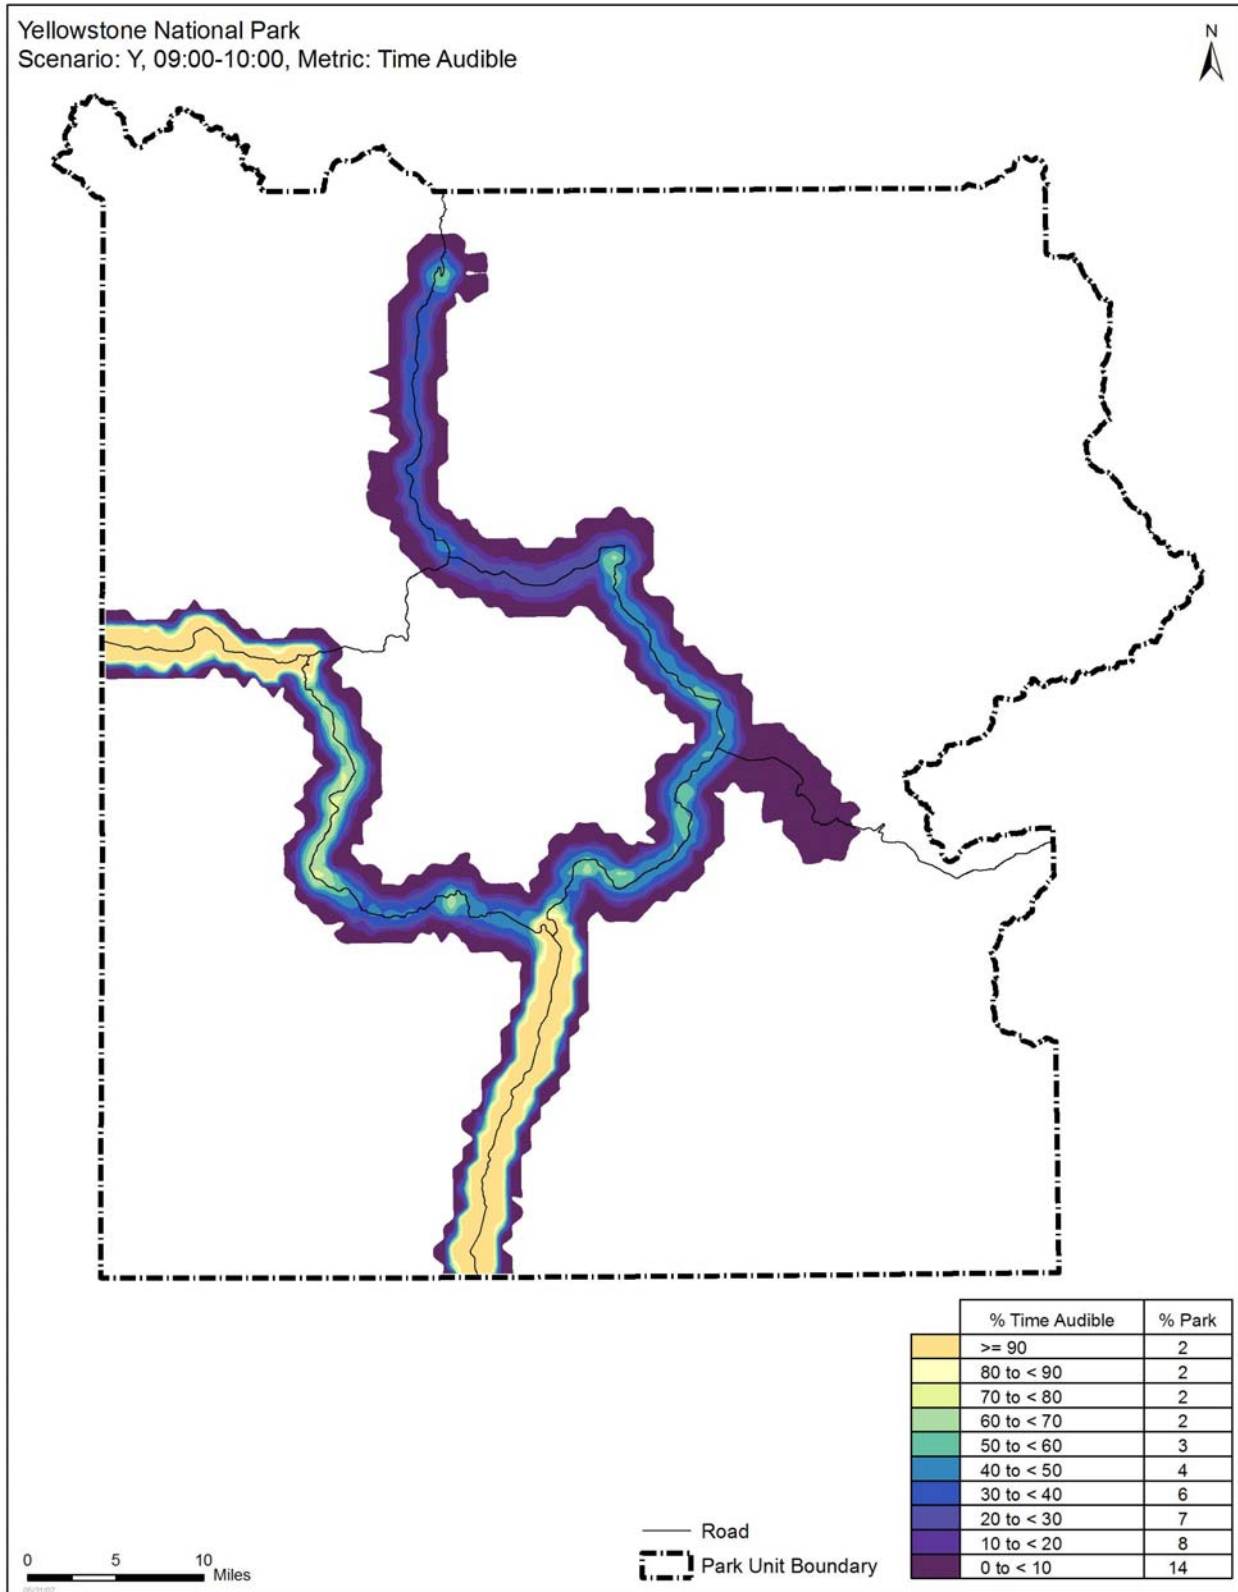 Yellowstone National Park
Scenario: Y, 09:00-10:00, Metric: Time Audible
N
% Time Audible % Park
>= 90 2
80 to < 90 2
70 to < 80 2
60 to < 70 2
50 to < 60 3
40 to < 50 4
30 to < 40 6
20 to < 30 7
10 to < 20 8
0 to < 10 14
Road
Park Unit Boundary
0 5 10
Miles